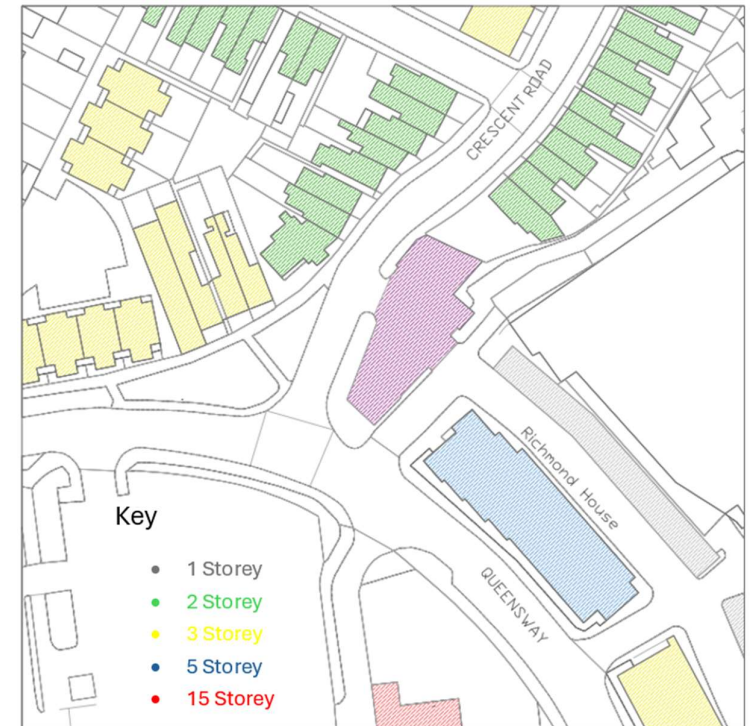 CRESCENT ROAD
Richmond House
QUEENSWAY
Key
1 Storey
2 Storey
3 Storey
5 Storey
15 Storey